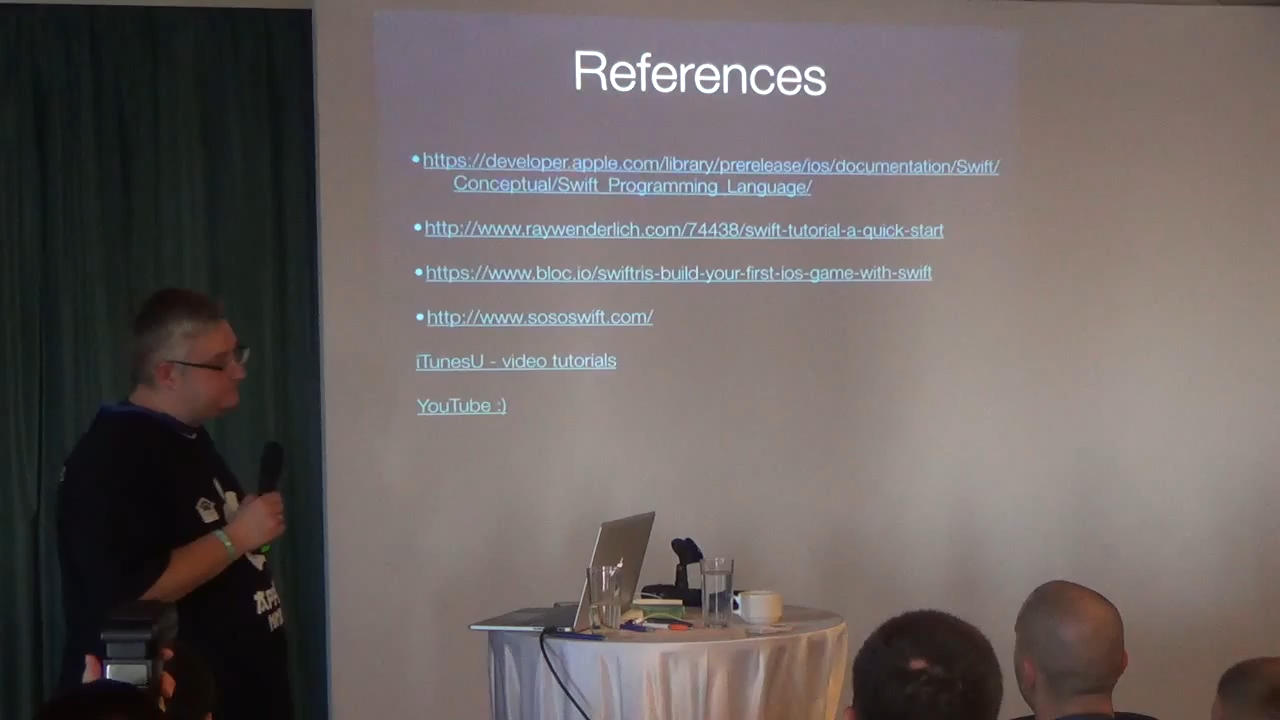 References
•https://developer.apple.com/library/prerelease/ios/documentation/Swift/
Conceptual/Swift_Programming_Language/
•http://www.raywenderlich.com/74438/swift-tutorial-a-quick-start
•https://www.bloc.io/swiftris-build-your-first-ios-game-with-swift
•http://www.sososwift.com/
iTunesU - video tutorials
YouTube :)